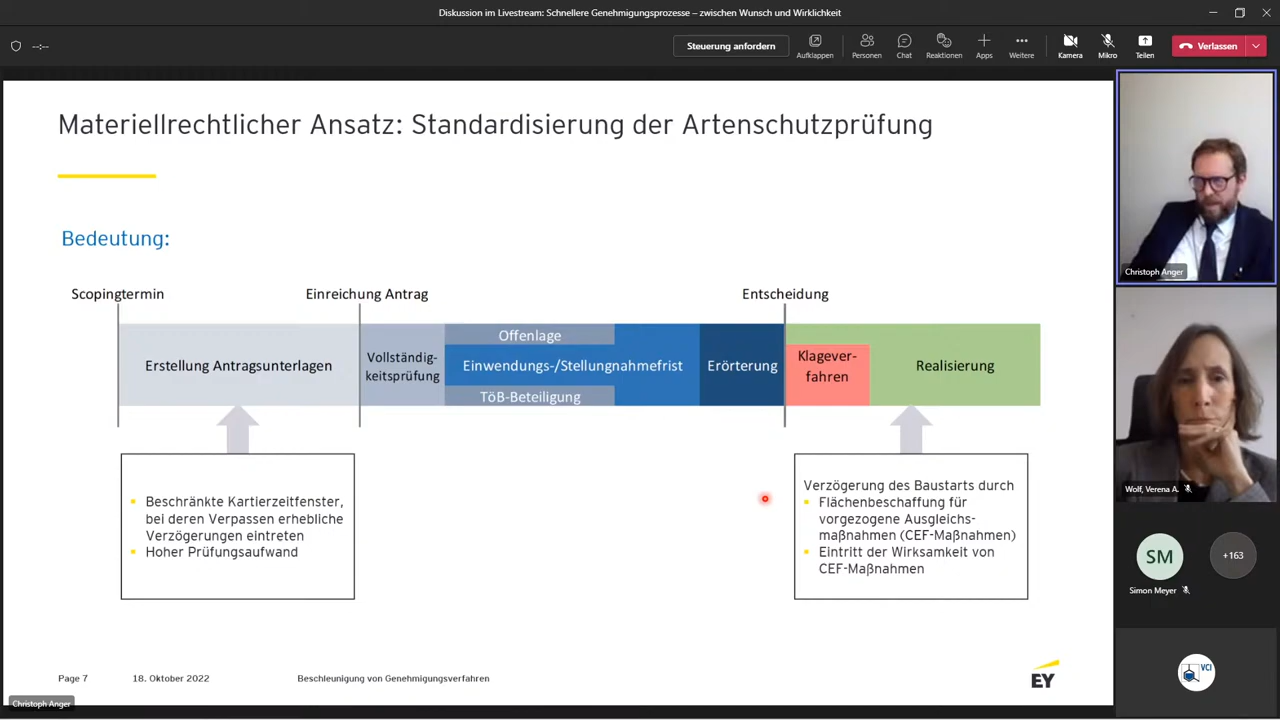 Diskussion im Livestream: Schnellere Genehmigungsprozesse – zwischen Wunsch und Wirklichkeit
--:--
Steuerung anfordern
Aufklappen
Personen
Chat
Reaktionen
Apps
Weitere
Kamera
Mikro
Teilen
Verlassen
Materiellrechtlicher Ansatz: Standardisierung der Artenschutzprüfung
Bedeutung:
Scopingtermin
Einreichung Antrag
Entscheidung
Erstellung Antragsunterlagen
Vollständig-
keitsprüfung
Offenlage
Einwendungs-/Stellungnahmefrist
TöB-Beteiligung
Erörterung
Klagever-
fahren
Realisierung
Beschränkte Kartierzeitfenster,
bei deren Verpassen erhebliche
Verzögerungen eintreten
Hoher Prüfungsaufwand
Verzögerung des Baustarts durch
Flächenbeschaffung für
vorgezogene Ausgleichs-
maßnahmen (CEF-Maßnahmen)
Eintritt der Wirksamkeit von
CEF-Maßnahmen
Page 7
18. Oktober 2022
Beschleunigung von Genehmigungsverfahren
EY
Christoph Anger
Christoph Anger
Wolf, Verena A.
SM
Simon Meyer
+163
VCI